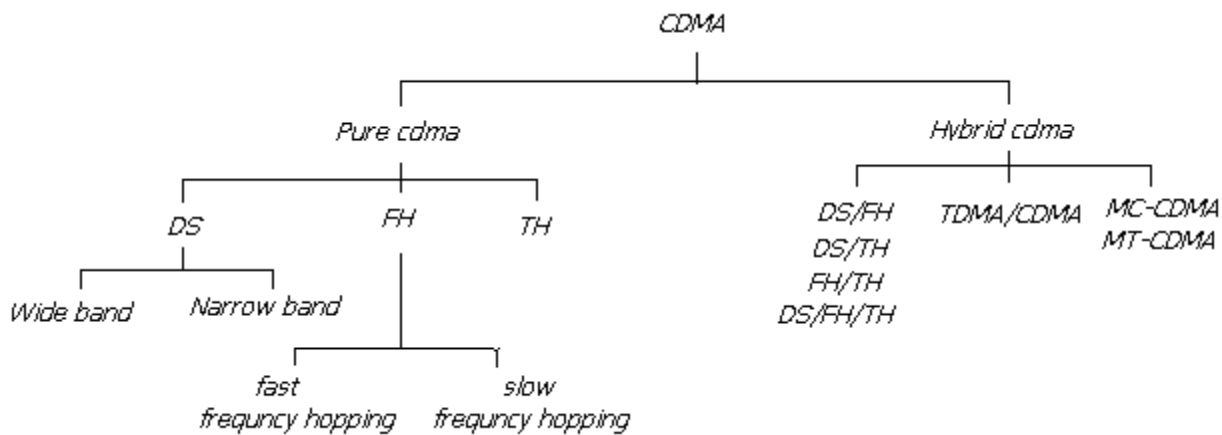 CDMA
Pure cdma
Hybrid cdma
DS
FH
TH
DS/FH
TDMA/CDMA
MC-CDMA
DS/TH
MT-CDMA
FH/TH
DS/FH/TH
Wide band
Narrow band
fast
frequncy hopping
slow
frequncy hopping